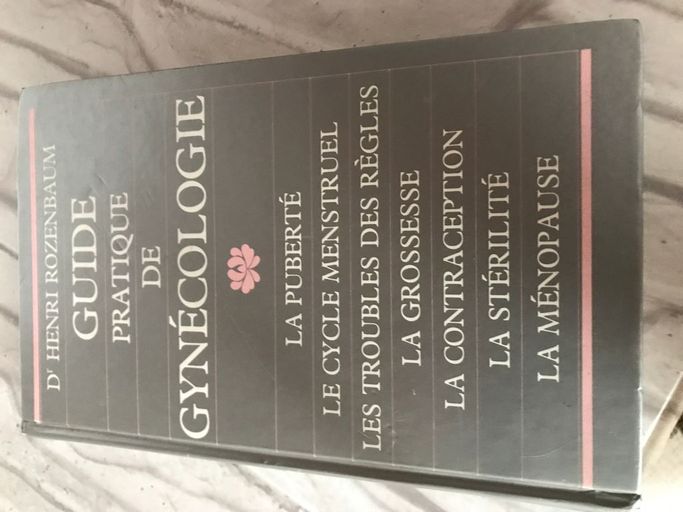 Dr HENRI ROZENBAUM
GUIDE
PRATIQUE
DE
GYNÉCOLOGIE
LA PUBERTÉ
LE CYCLE MENSTRUEL
LES TROUBLES DES RÈGLES
LA GROSSESSE
LA CONTRACEPTION
LA STÉRILITÉ
LA MÉNOPAUSE